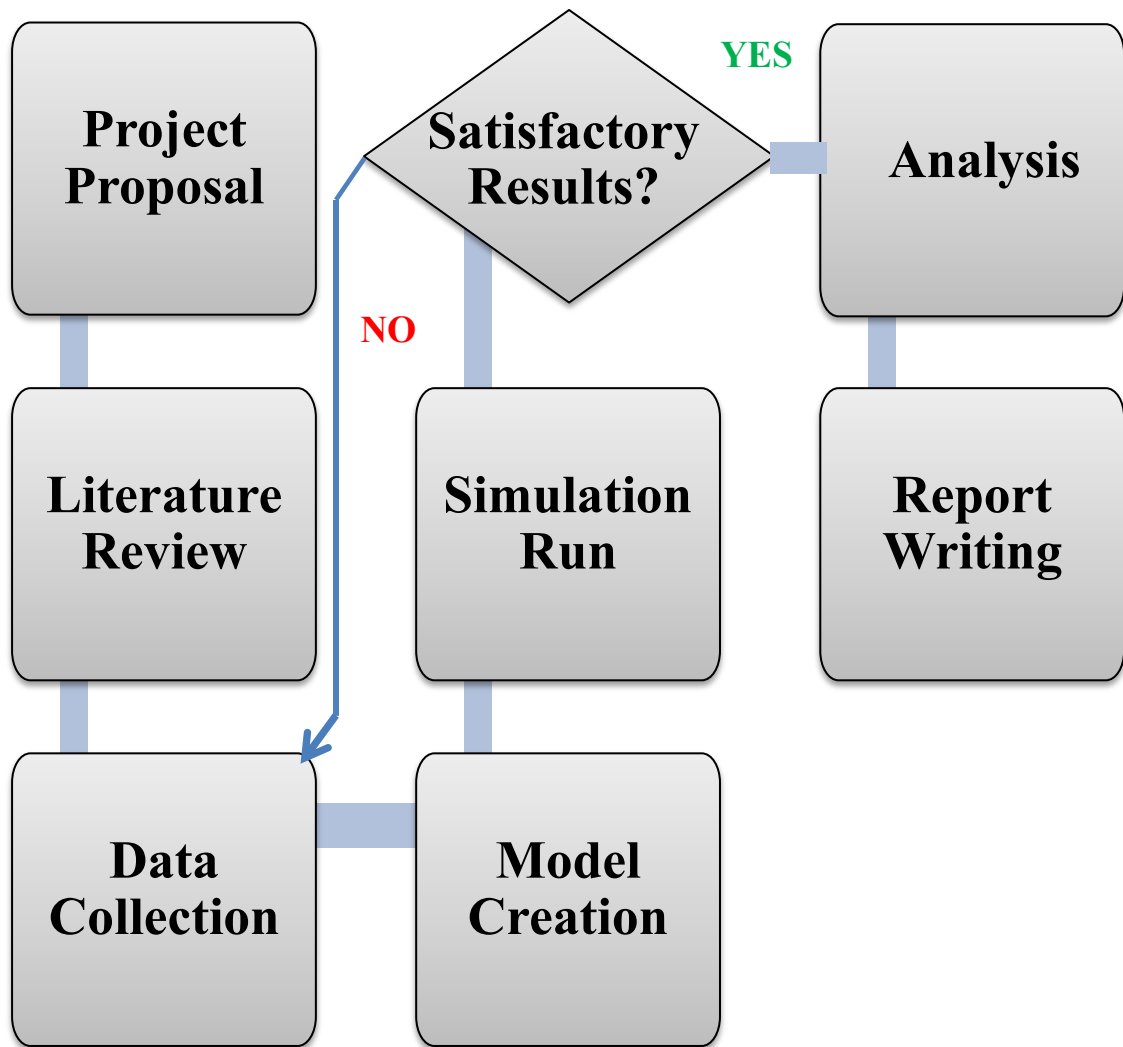 Project
Proposal
Literature
Review
Data
Collection
Model
Creation
Simulation
Run
Satisfactory
Results?
NO
YES
Analysis
Report
Writing